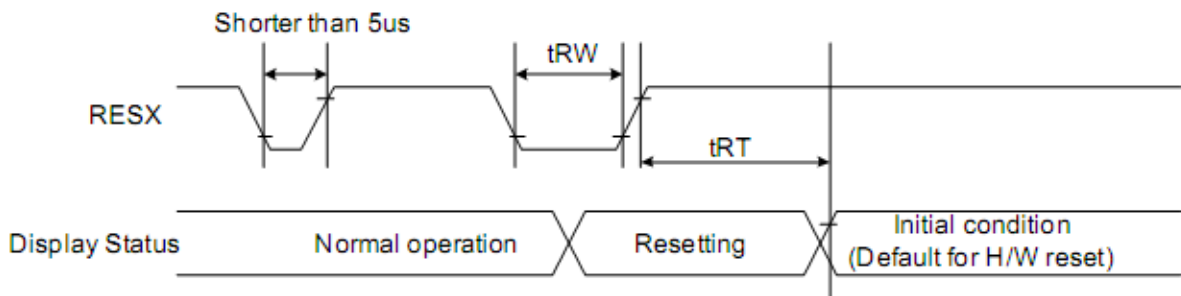 Shorter than 5us
tRW
RESX
tRT
Display Status
Normal operation
Resetting
Initial condition
(Default for H/W reset)